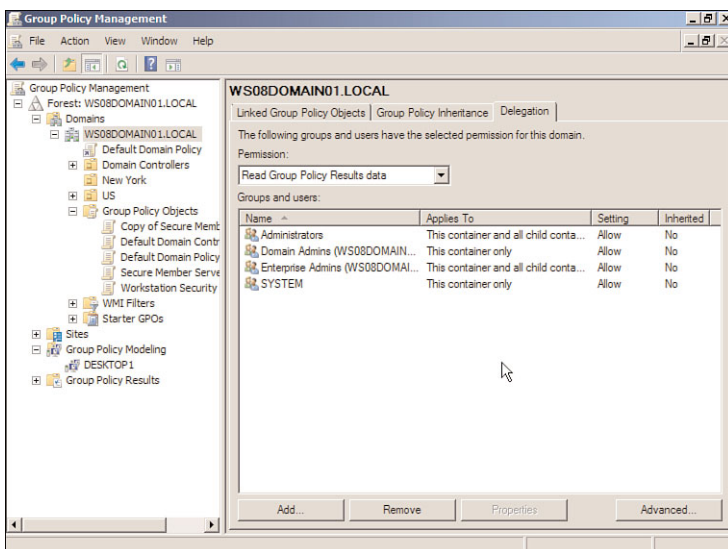 Group Policy Management
File Action View Window Help
Group Policy Management
Forest: WS08DOMAIN01.LOCAL
Domains
WS08DOMAIN01.LOCAL
Default Domain Policy
Domain Controllers
New York
US
Group Policy Objects
Copy of Secure Memb
Default Domain Contr
Default Domain Policy
Secure Member Serve
Workstation Security
WMI Filters
Starter GPOs
Sites
Group Policy Modeling
DESKTOP1
Group Policy Results
WS08DOMAIN01.LOCAL
Linked Group Policy Objects Group Policy Inheritance Delegation
The following groups and users have the selected permission for this domain.
Permission:
Read Group Policy Results data
Groups and users:
Name Applies To Setting Inherited
Administrators This container and all child conta... Allow No
Domain Admins (WS08DOMAIN... This container only Allow No
Enterprise Admins (WS08DOMAI... This container and all child conta... Allow No
SYSTEM This container only Allow No
Add... Remove Properties Advanced...